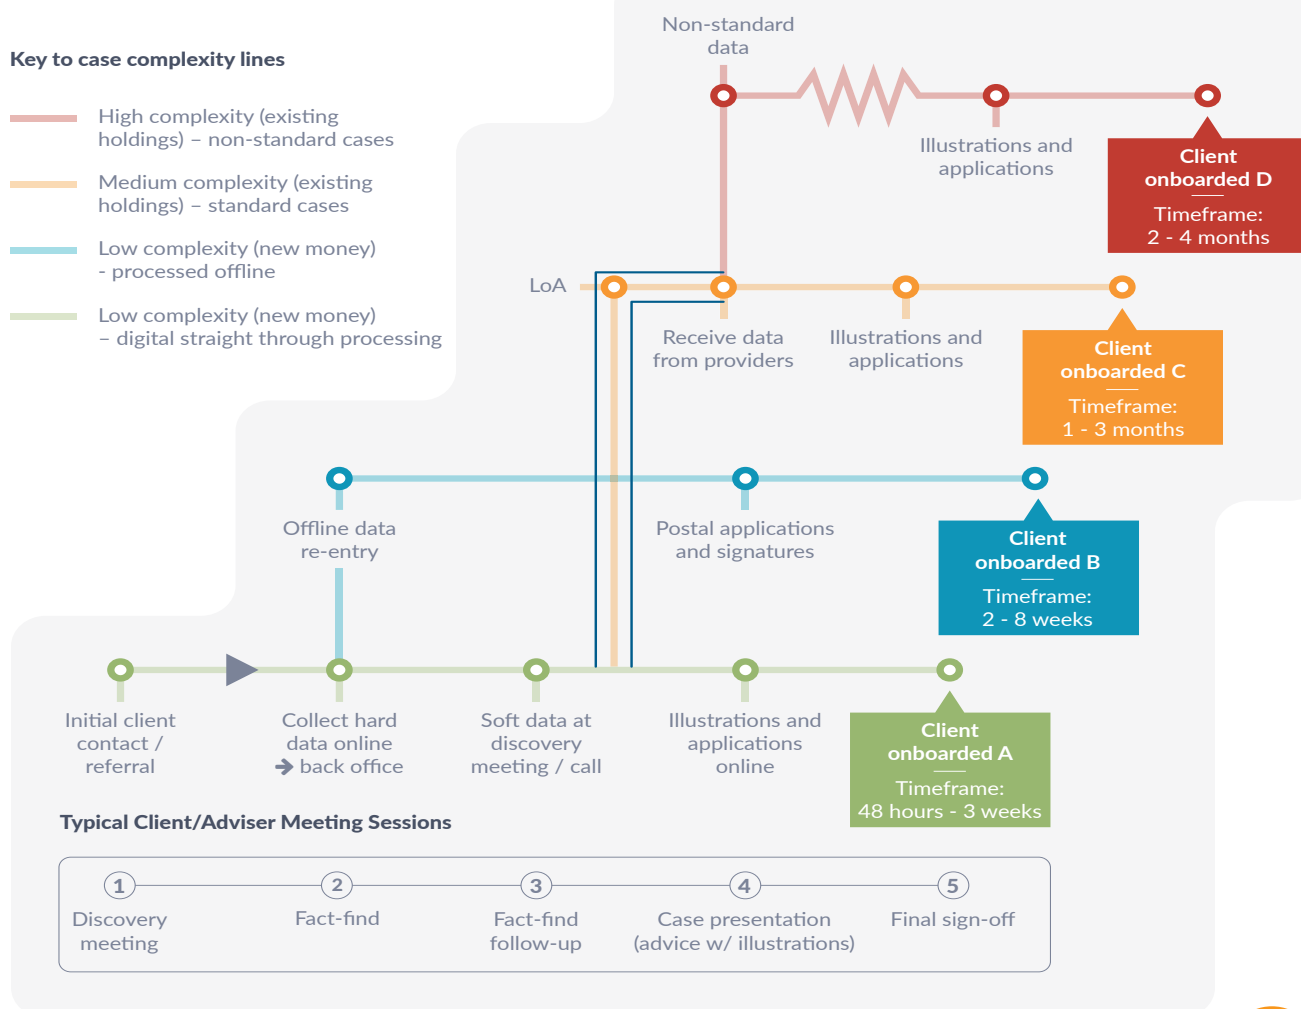 Key to case complexity lines
High complexity (existing
holdings) – non-standard cases
Medium complexity (existing
holdings) – standard cases
Low complexity (new money)
- processed offline
Low complexity (new money)
– digital straight through processing
Non-standard
data
Illustrations and
applications
Client
onboarded D
Timeframe:
2 - 4 months
LoA
Receive data
from providers
Illustrations and
applications
Client
onboarded C
Timeframe:
1 - 3 months
Offline data
re-entry
Postal applications
and signatures
Client
onboarded B
Timeframe:
2 - 8 weeks
Initial client
contact /
referral
Collect hard
data online
➔ back office
Soft data at
discovery
meeting / call
Illustrations and
applications
online
Client
onboarded A
Timeframe:
48 hours - 3 weeks
Typical Client/Adviser Meeting Sessions
1
Discovery
meeting
2
Fact-find
3
Fact-find
follow-up
4
Case presentation
(advice w/ illustrations)
5
Final sign-off